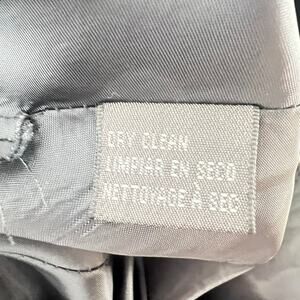 DRY CLEAN
LIMPIAR EN SECO
NETTOYAGE À SEC